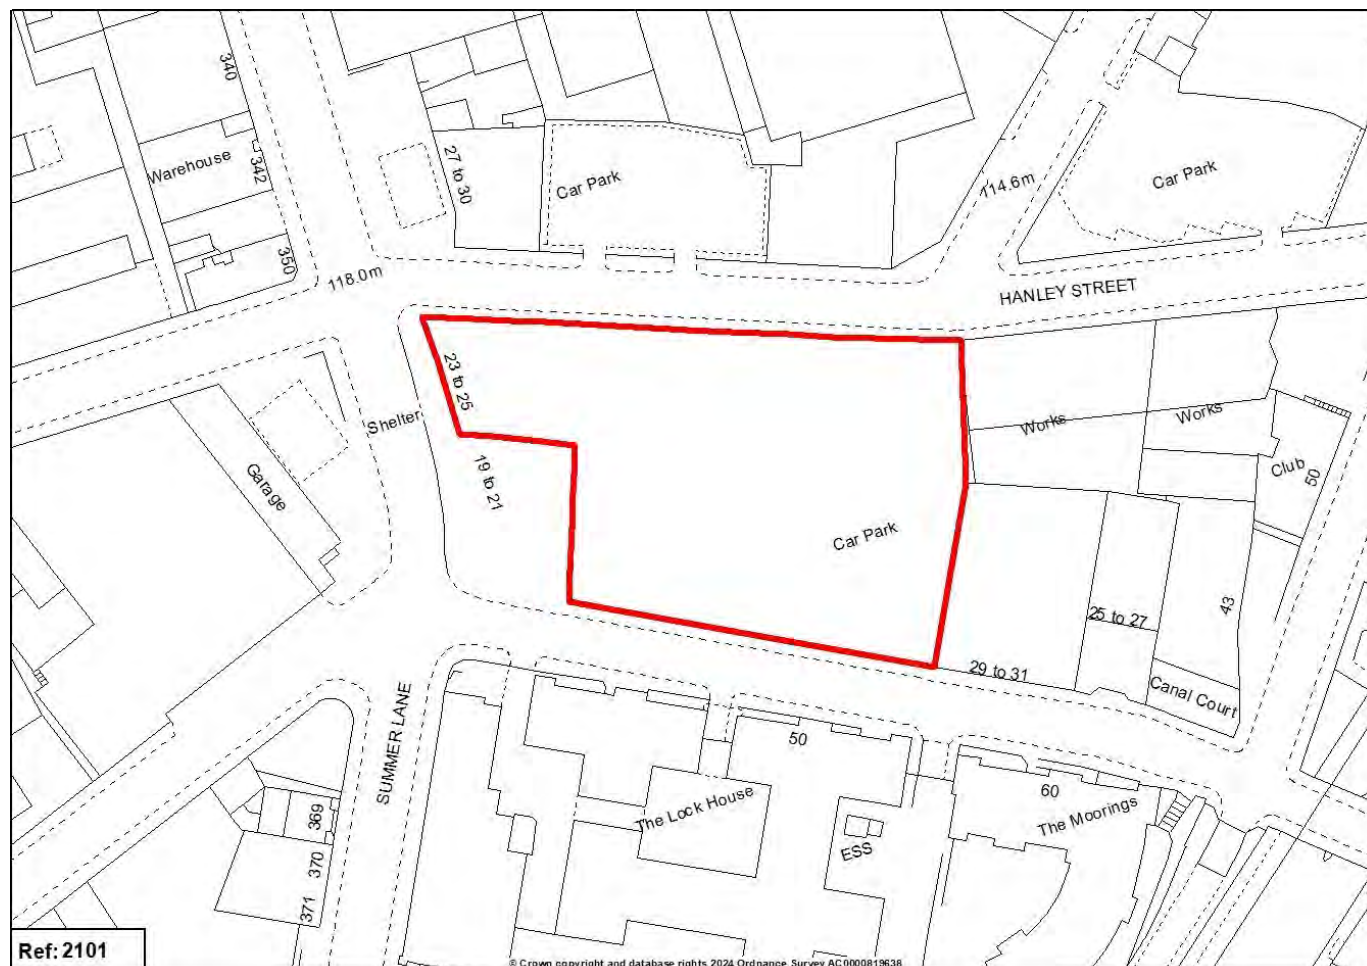 340
Warehouse
342
27 to 30
Car Park
114.6m
Car Park
350
118.0m
HANLEY STREET
23 to 25
Shelter
19 to 21
Garage
Works
Works
Club
50
Car Park
25 to 27
43
29 to 31
Canal Court
SUMMER LANE
50
60
The Lock House
The Moorings
ESS
369
370
371
Ref: 2101
© Crown copyright and database rights 2024 Ordnance Survey AC0000819638